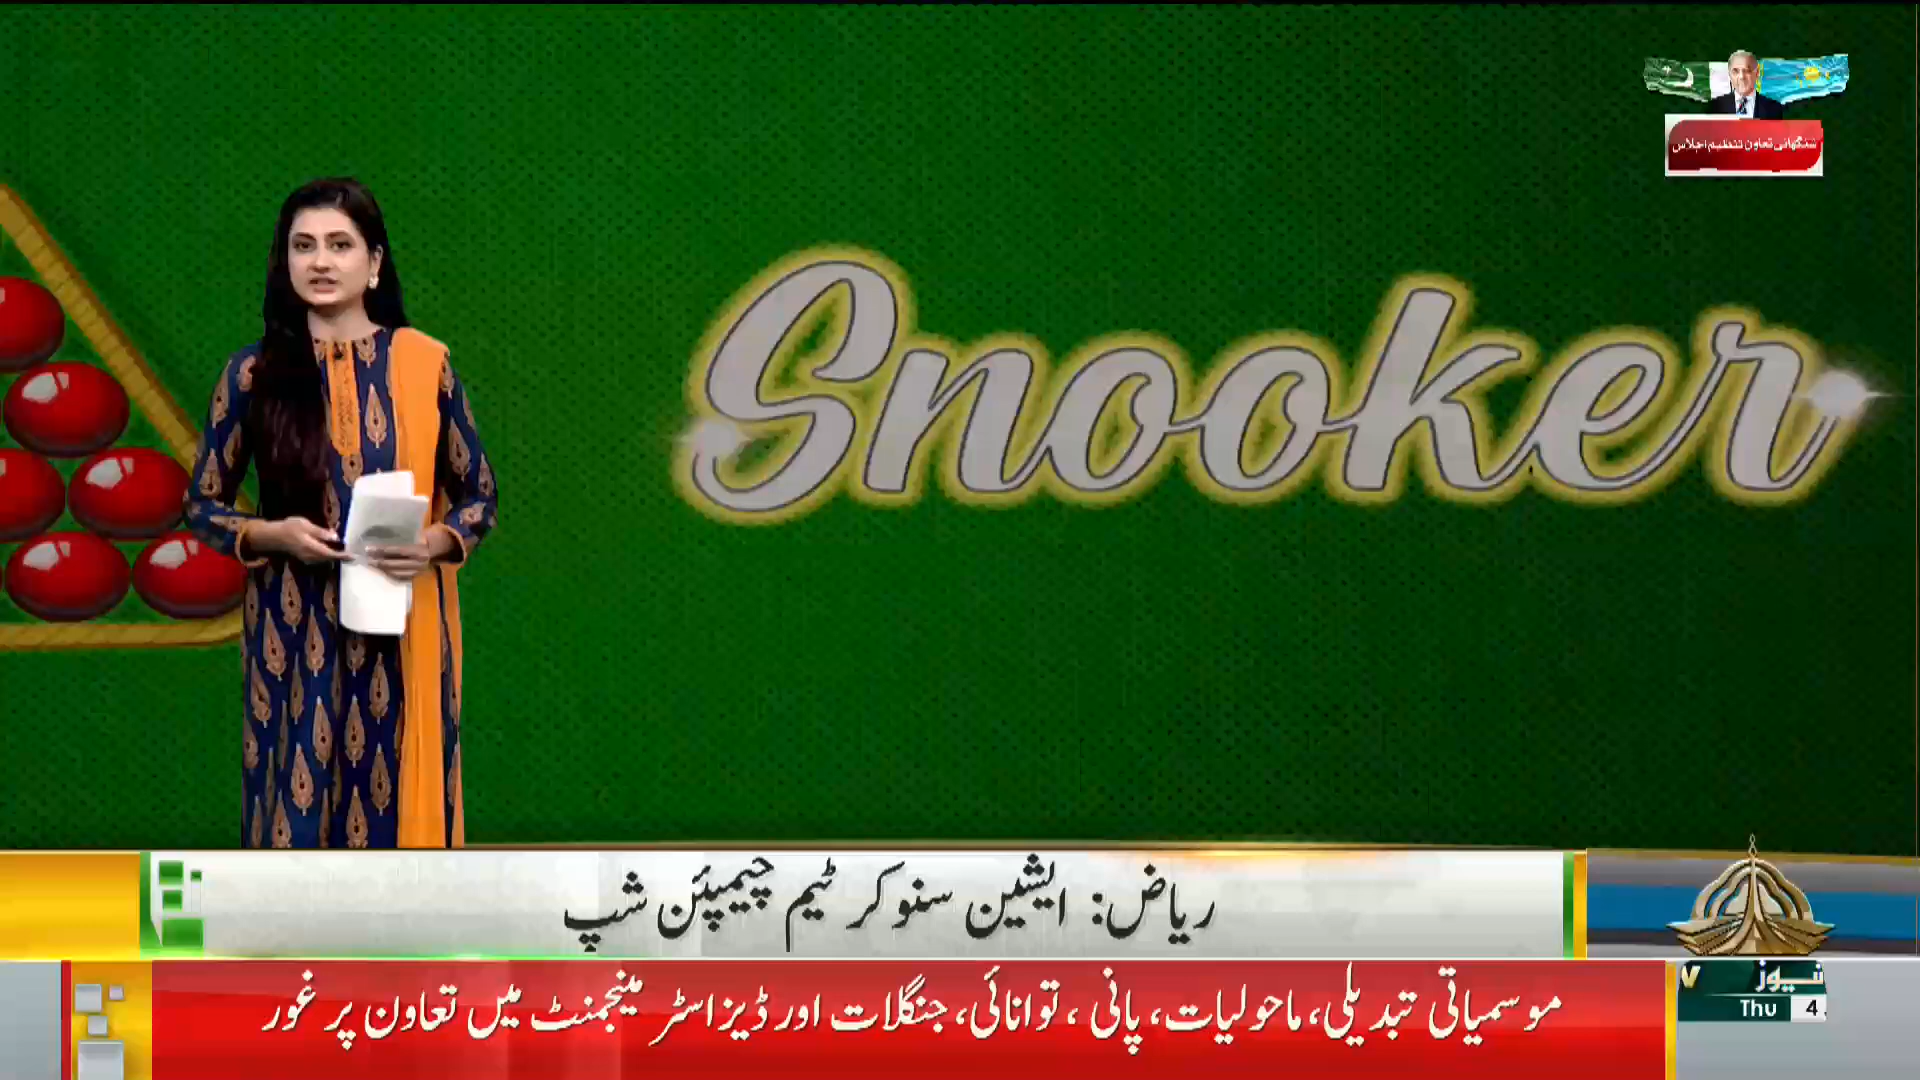 شنگھائی تعاون تنظیم اجلاس
Snooker
ریاض: ایشین سنوکر ٹیم چیمپئن شپ
V نیوز
موسمیاتی تبدیلی، ماحولیات، پانی، توانائی، جنگلات اور ڈیزاسٹر مینجمنٹ میں تعاون پر غور
Thu 4